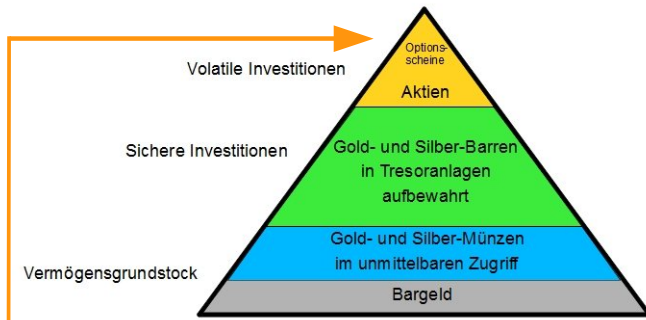 Options-
scheine
Volatile Investitionen
Aktien
Sichere Investitionen
Gold- und Silber-Barren
in Tresoranlagen
aufbewahrt
Gold- und Silber-Münzen
im unmittelbaren Zugriff
Vermögensgrundstock
Bargeld